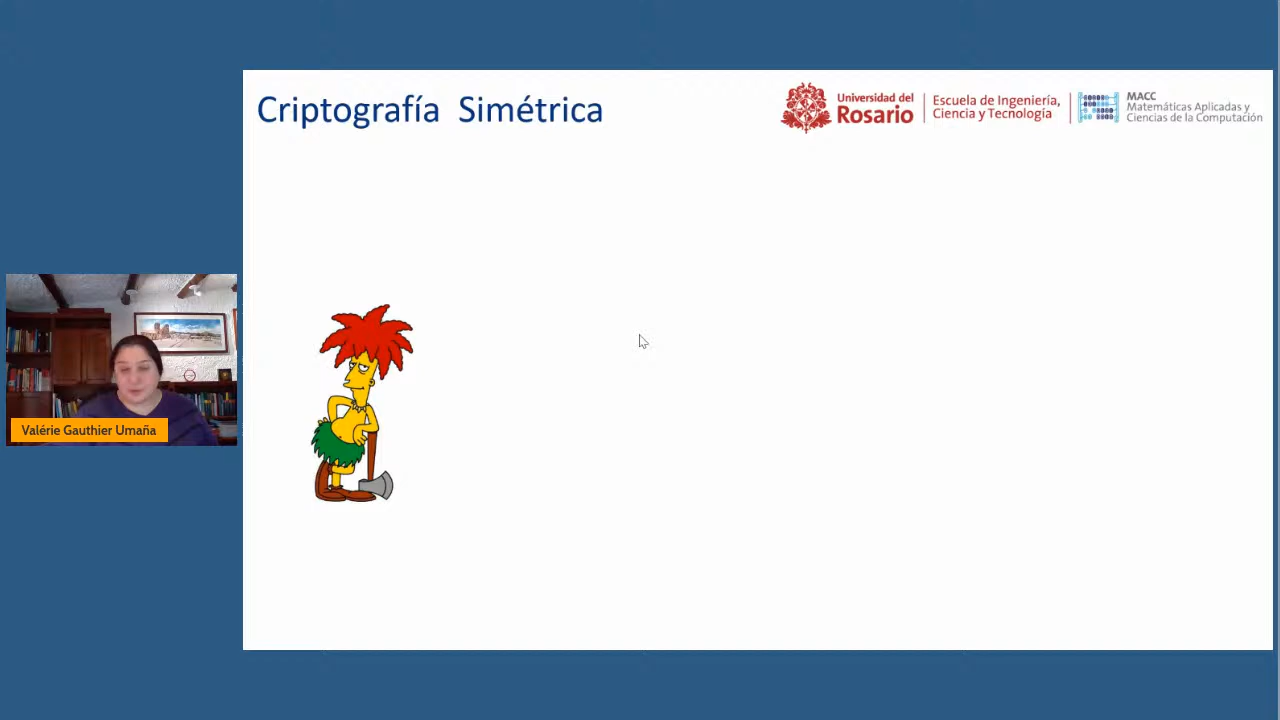 Criptografía Simétrica
Universidad del
Rosario
Escuela de Ingeniería,
Ciencia y Tecnología
MACC
Matemáticas Aplicadas y
Ciencias de la Computación
Valérie Gauthier Umaña